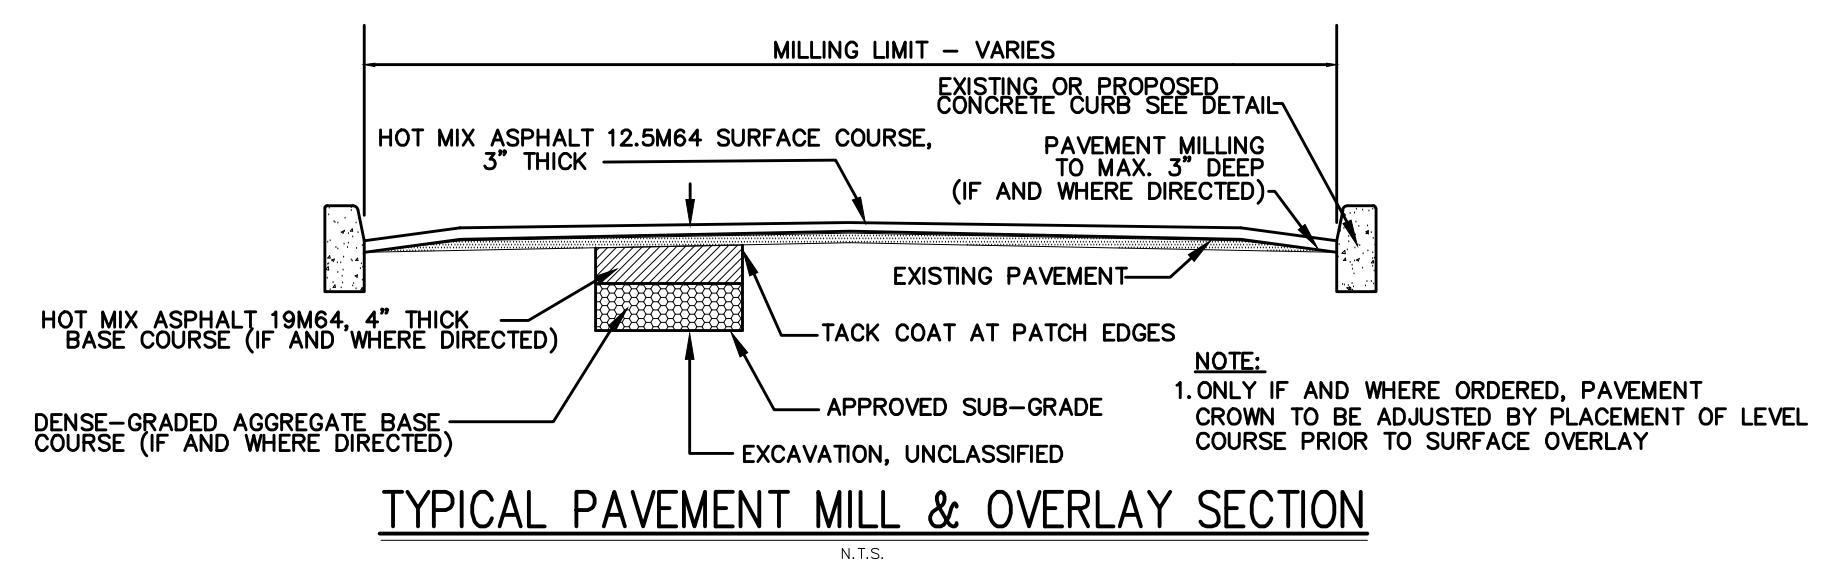 MILLING LIMIT - VARIES
EXISTING OR PROPOSED
CONCRETE CURB SEE DETAIL
HOT MIX ASPHALT 12.5M64 SURFACE COURSE,
3" THICK
PAVEMENT MILLING
TO MAX. 3" DEEP
(IF AND WHERE DIRECTED)
EXISTING PAVEMENT
HOT MIX ASPHALT 19M64, 4" THICK
BASE COURSE (IF AND WHERE DIRECTED)
TACK COAT AT PATCH EDGES
DENSE-GRADED AGGREGATE BASE
COURSE (IF AND WHERE DIRECTED)
APPROVED SUB-GRADE
EXCAVATION, UNCLASSIFIED
NOTE:
1. ONLY IF AND WHERE ORDERED, PAVEMENT
CROWN TO BE ADJUSTED BY PLACEMENT OF LEVEL
COURSE PRIOR TO SURFACE OVERLAY
TYPICAL PAVEMENT MILL & OVERLAY SECTION
N.T.S.